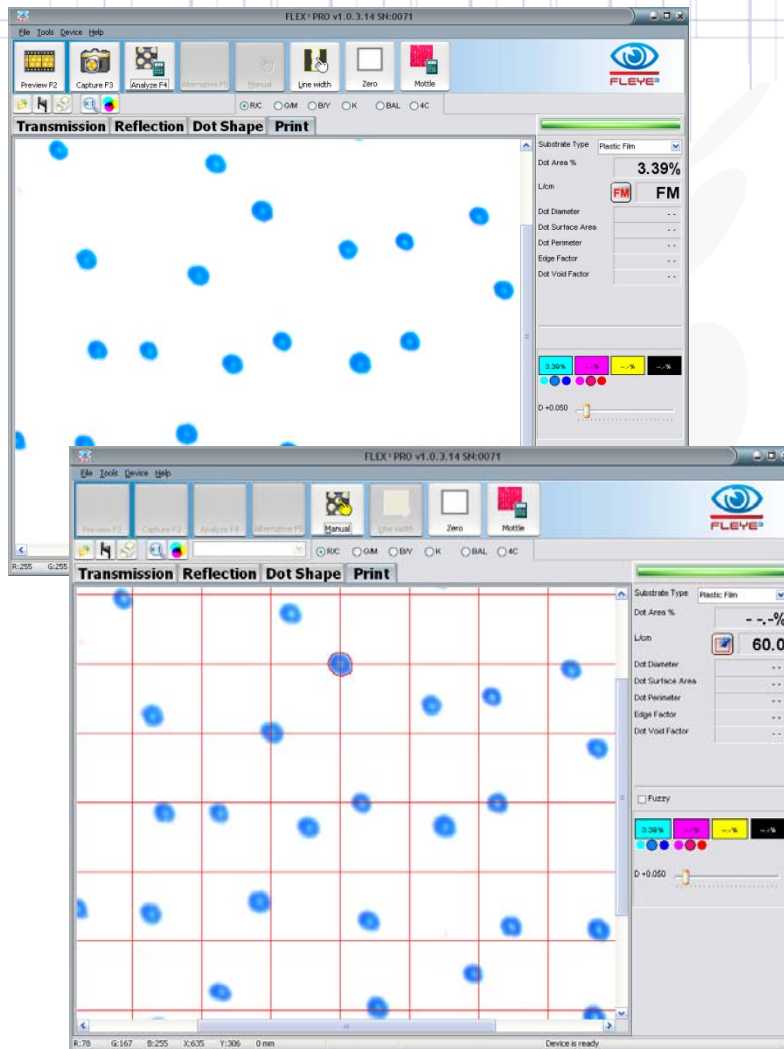 FLEX³PRO v1.0.3.14 SN:0071
File Tools Device Help
Preview F2 Capture F3 Analyze F4 Alternative F5 Manual Line width Zero Mottle
FLEYE
R/C G/M B/Y K BAL 4C
Transmission Reflection Dot Shape Print
Substrate Type Plastic Film
Dot Area % 3.39%
L/cm FM FM
Dot Diameter --
Dot Surface Area --
Dot Perimeter --
Edge Factor --
Dot Void Factor --
3.39% --.-% --.-% --.-%
D +0.050
R:255 G:255
FLEX³PRO v1.0.3.14 SN:0071
File Tools Device Help
Preview F2 Capture F3 Analyze F4 Alternative F5 Manual Line width Zero Mottle
FLEYE
R/C G/M B/Y K BAL 4C
Transmission Reflection Dot Shape Print
Substrate Type Plastic Film
Dot Area % --.-%
L/cm 60.0
Dot Diameter --
Dot Surface Area --
Dot Perimeter --
Edge Factor --
Dot Void Factor --
Fuzzy
3.39% --.-% --.-% --.-%
D +0.050
R:78 G:167 B:255 X:635 Y:306 0 mm Device is ready